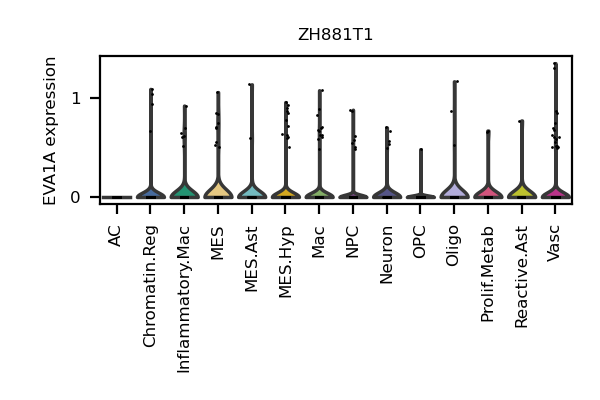 ZH881T1
EVA1A expression
1
0
AC
Chromatin.Reg
Inflammatory.Mac
MES
MES.Ast
MES.Hyp
Mac
NPC
Neuron
OPC
Oligo
Prolif.Metab
Reactive.Ast
Vasc